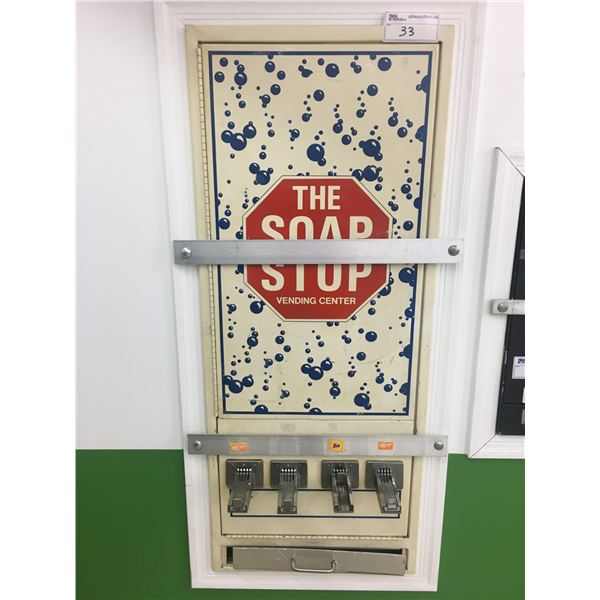 33
THE
SOAP
STOP
VENDING CENTER